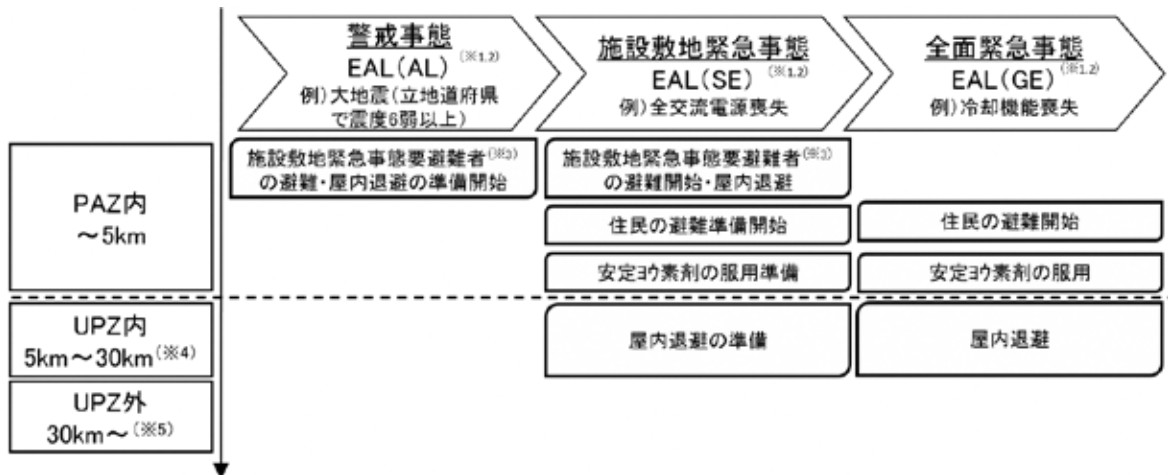 警戒事態
EAL(AL) (※1,2)
例)大地震(立地道府県
で震度6弱以上)
施設敷地緊急事態
EAL(SE) (※1,2)
例)全交流電源喪失
全面緊急事態
EAL(GE) (※1,2)
例)冷却機能喪失
PAZ内
～5km
施設敷地緊急事態要避難者(※3)
の避難・屋内退避の準備開始
施設敷地緊急事態要避難者(※3)
の避難開始・屋内退避
住民の避難準備開始
住民の避難開始
安定ヨウ素剤の服用準備
安定ヨウ素剤の服用
UPZ内
5km～30km(※4)
屋内退避の準備
屋内退避
UPZ外
30km～(※5)